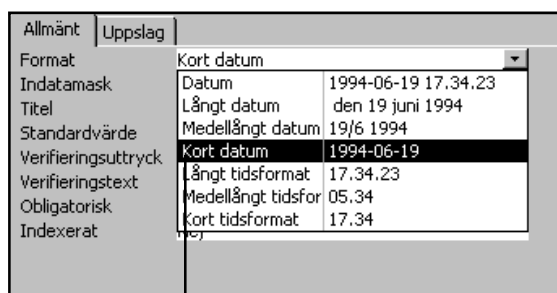 Allmänt Uppslag
Format Kort datum
Indatamask Datum 1994-06-19 17.34.23
Titel Långt datum den 19 juni 1994
Standardvärde Medellångt datum 19/6 1994
Verifieringsuttryck Kort datum 1994-06-19
Verifieringstext Långt tidsformat 17.34.23
Obligatorisk Medellångt tidsfor 05.34
Indexerat Kort tidsformat 17.34
Nej